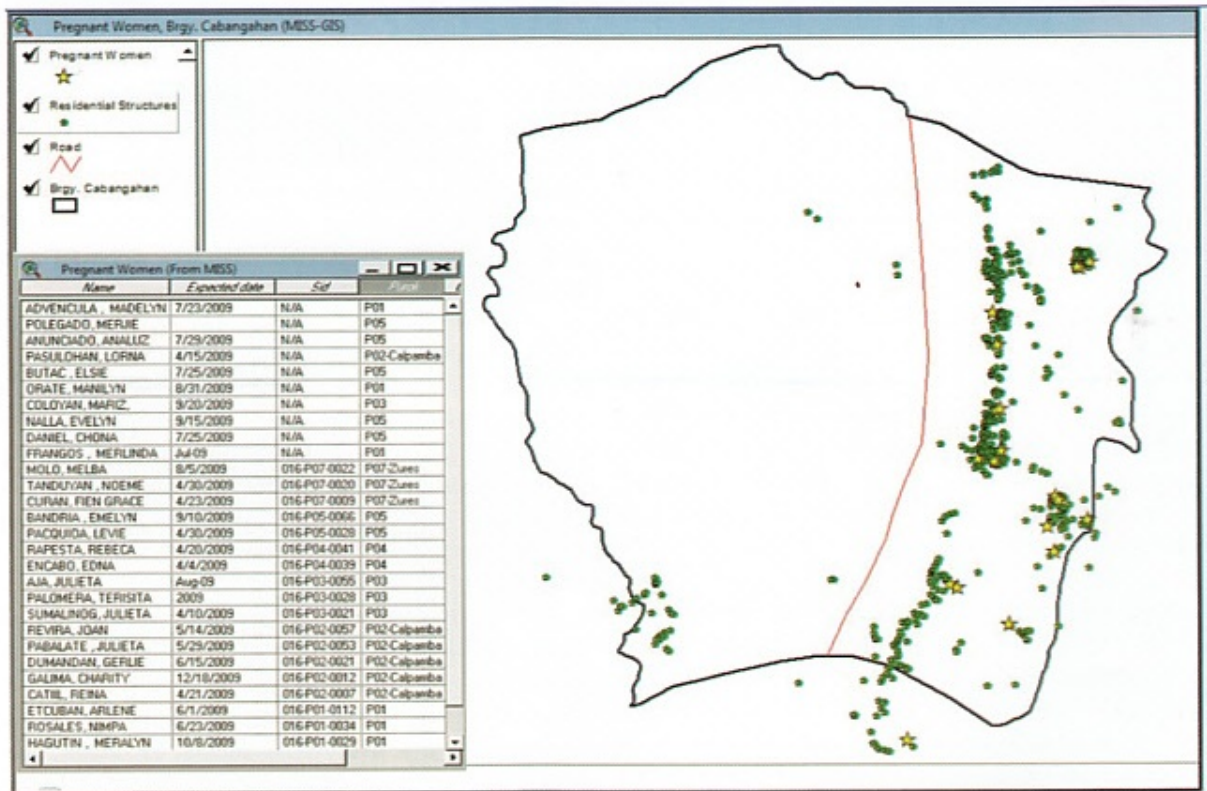 Pregnant Women, Brgy. Cabangahan (MISS-GIS)
Pregnant Women
Residential Structures
Road
Brgy. Cabangahan
Pregnant Women (From MISS)
Name Expected date Sid Purok
ADVENCULA , MADELYN 7/23/2009 N/A P01
POLEGADO, MERJIE N/A P05
ANUNCIADO, ANALUZ 7/29/2009 N/A P05
PASULOHAN, LORNA 4/15/2009 N/A P02-Calpamba
BUTAC , ELSIE 7/25/2009 N/A P05
ORATE, MANILYN 8/31/2009 N/A P01
COLOYAN, MARIZ, 9/20/2009 N/A P03
NALLA, EVELYN 9/15/2009 N/A P05
DANIEL, CHONA 7/25/2009 N/A P05
FRANGOS , MERLINDA Jul-09 N/A P01
MOLO, MELBA 8/5/2009 016-P07-0022 P07-Zures
TANDUYAN , NOEME 4/30/2009 016-P07-0020 P07-Zures
CURAN, FIEN GRACE 4/23/2009 016-P07-0009 P07-Zures
BANDRIA , EMELYN 9/10/2009 016-P05-0066 P05
PACQUIDA, LEVIE 4/30/2009 016-P05-0028 P05
RAPESTA, REBECA 4/20/2009 016-P04-0041 P04
ENCABO, EDNA 4/4/2009 016-P04-0039 P04
AJA, JULIETA Aug-09 016-P03-0055 P03
PALOMERA, TERISITA 2009 016-P03-0028 P03
SUMALINOG, JULIETA 4/10/2009 016-P03-0021 P03
REVIRA, JOAN 5/14/2009 016-P02-0057 P02-Calpamba
PABALATE , JULIETA 5/29/2009 016-P02-0053 P02-Calpamba
DUMANDAN, GERLIE 6/15/2009 016-P02-0021 P02-Calpamba
GALIMA, CHARITY 12/18/2009 016-P02-0012 P02-Calpamba
CATIIL, REINA 4/21/2009 016-P02-0007 P02-Calpamba
ETCUBAN, ARLENE 6/1/2009 016-P01-0112 P01
ROSALES, NIMPA 6/23/2009 016-P01-0034 P01
HAGUTIN , MERALYN 10/8/2009 016-P01-0029 P01